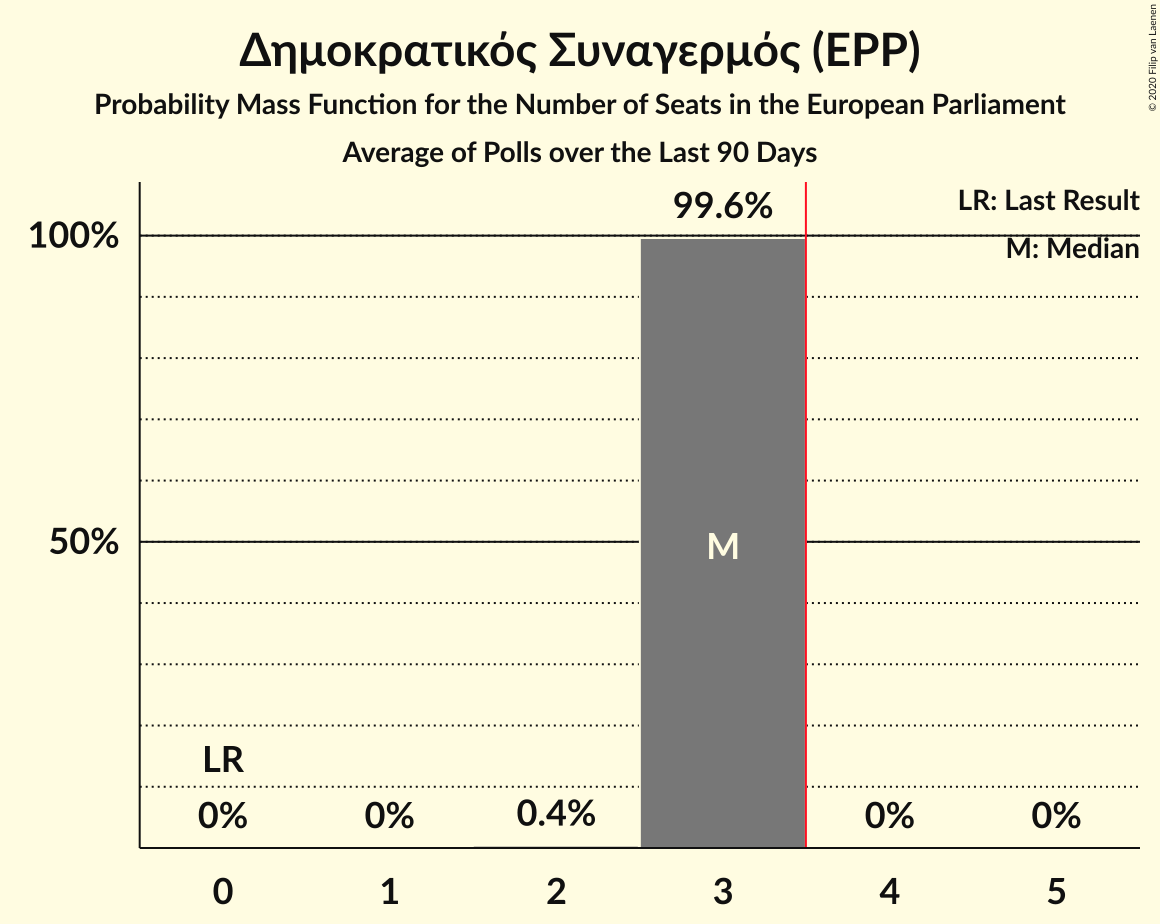 Δημοκρατικός Συναγερμός (EPP)
Probability Mass Function for the Number of Seats in the European Parliament
Average of Polls over the Last 90 Days
© 2020 Filip van Laenen
99.6%
LR: Last Result
100%
M: Median
50%
M
LR
0%
0%
0.4%
0%
0%
0
1
2
3
4
5